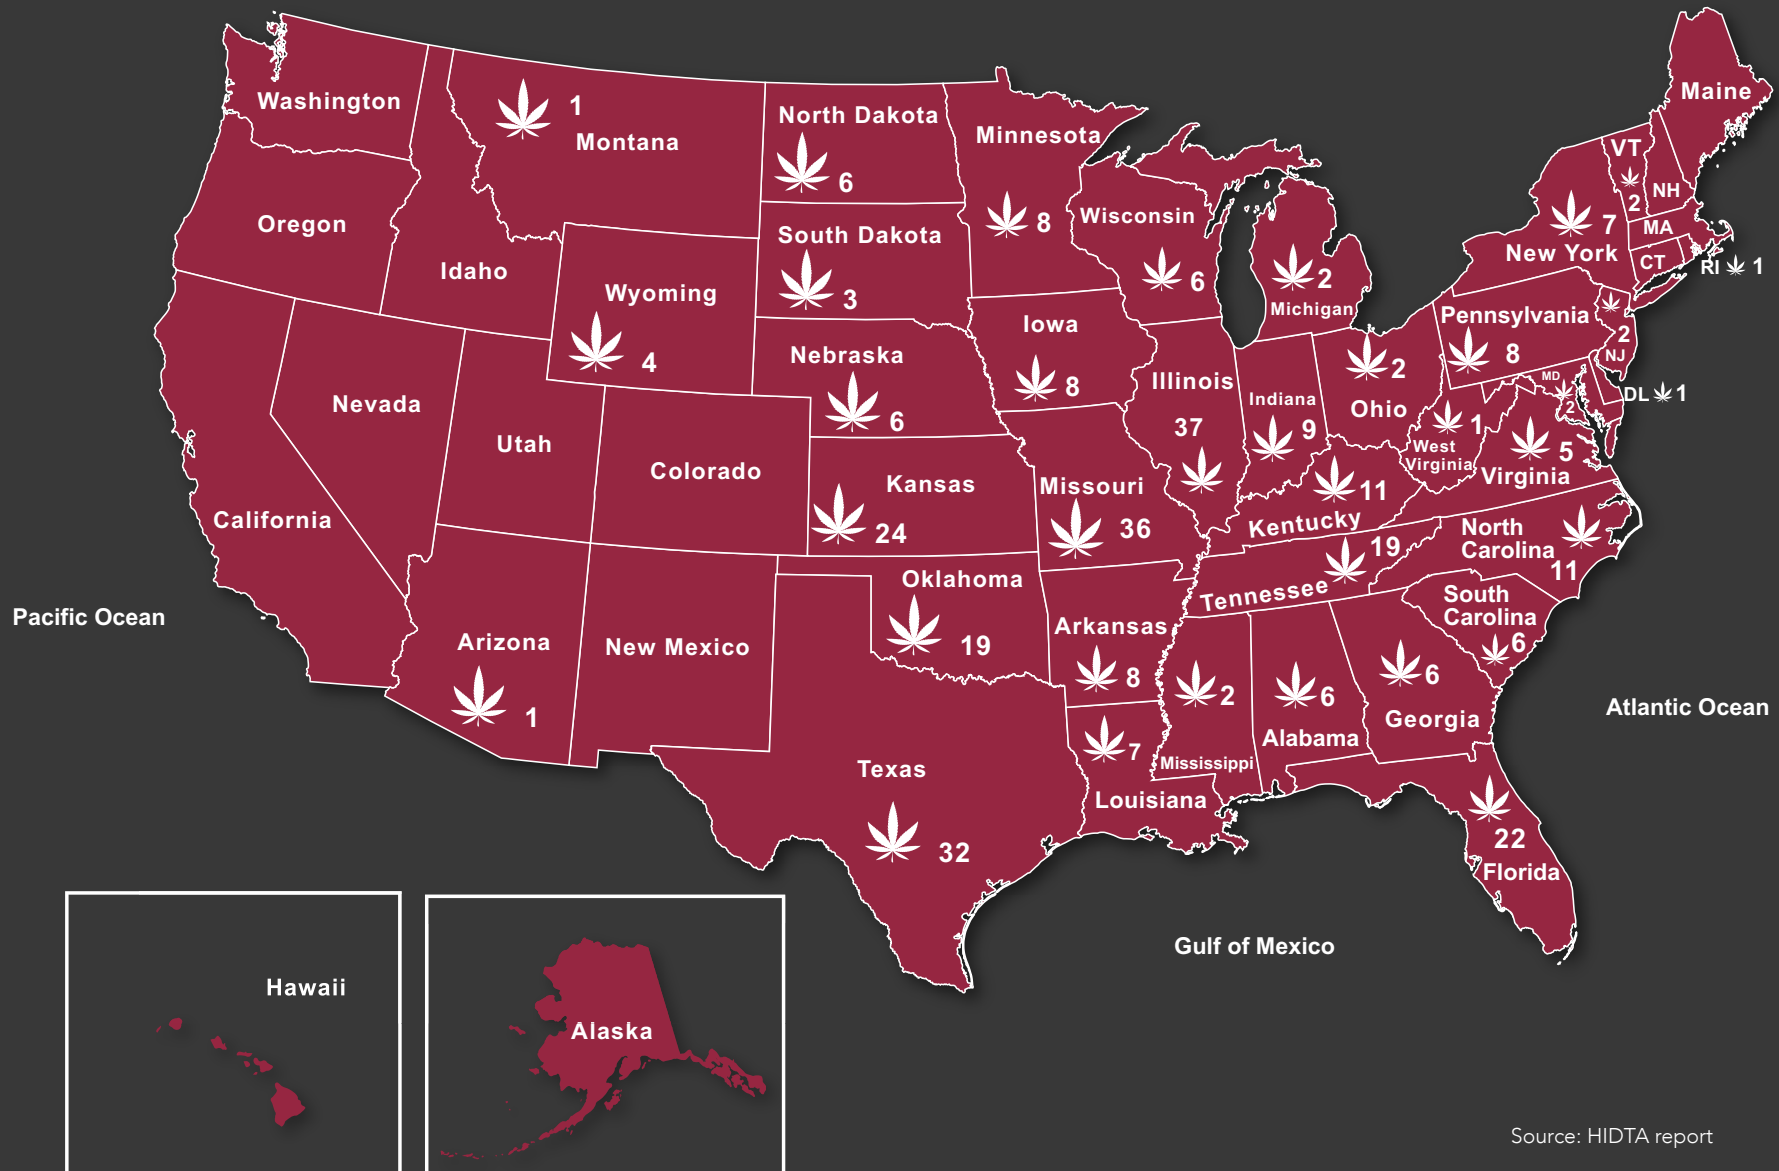 Washington
1
Montana
North Dakota
6
Minnesota
8
Maine
VT
2
NH
MA
CT
RI 1
7
New York
Oregon
Idaho
Wyoming
4
South Dakota
3
Wisconsin
6
2
Michigan
Nebraska
6
Iowa
8
Illinois
37
Indiana
9
2
Ohio
Pennsylvania
8
2
NJ
MD
2
DL 1
1
West
Virginia
5
Virginia
Nevada
Utah
Colorado
California
Kansas
24
Missouri
36
11
Kentucky
19
Tennessee
North
Carolina
11
South
Carolina
6
Pacific Ocean
Arizona
1
New Mexico
Oklahoma
19
Arkansas
8
2
Mississippi
6
Alabama
6
Georgia
Atlantic Ocean
Texas
32
7
Louisiana
22
Florida
Gulf of Mexico
Hawaii
Alaska
Source: HIDTA report